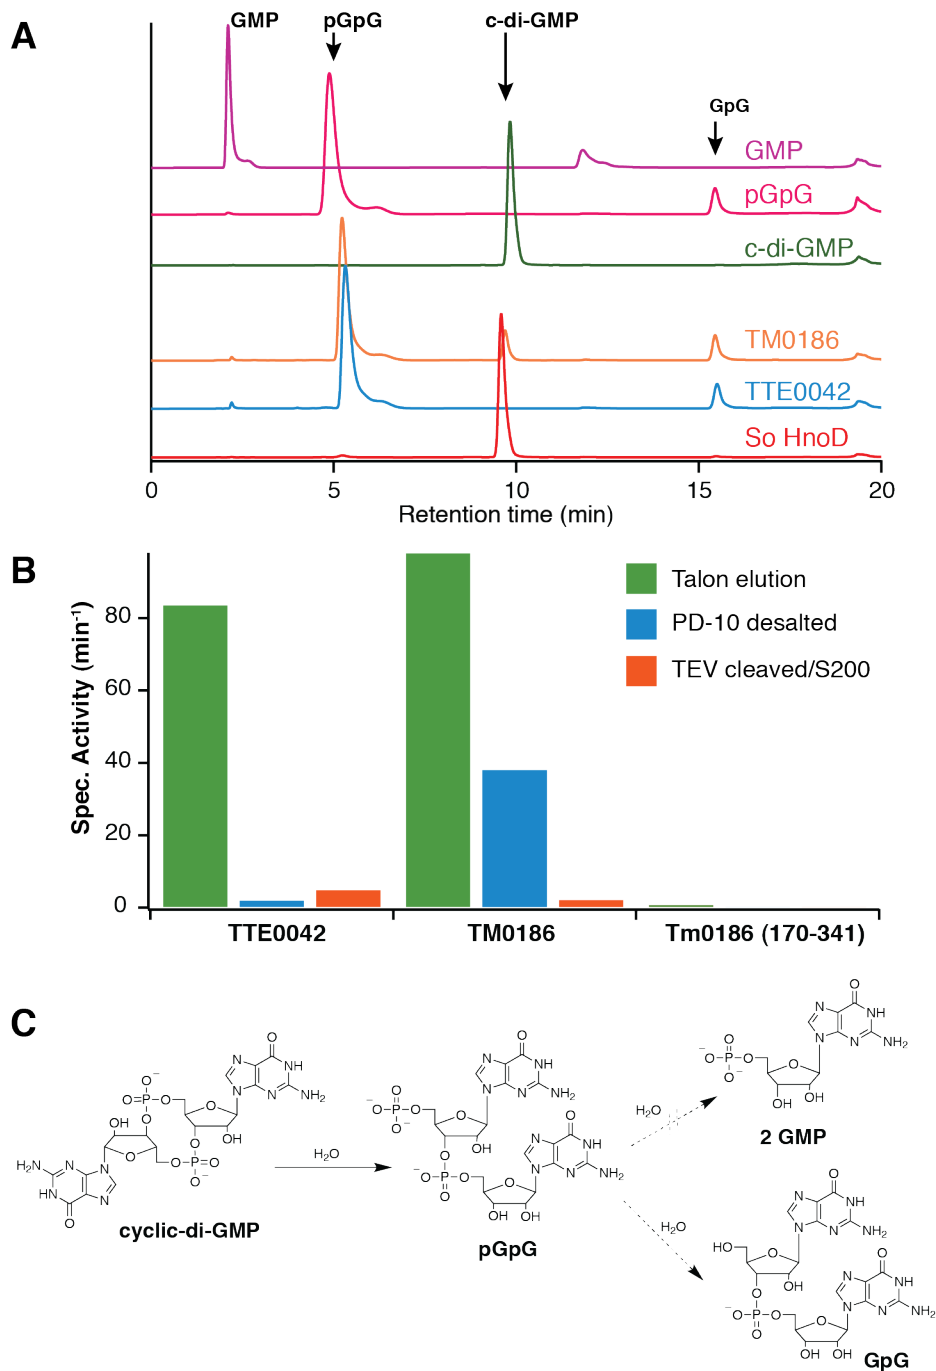 A
GMP
pGpG
c-di-GMP
GpG
GMP
pGpG
c-di-GMP
TM0186
TTE0042
So HnoD
0 5 10 15 20
Retention time (min)
B
Spec. Activity (min-1)
80
60
40
20
0
Talon elution
PD-10 desalted
TEV cleaved/S200
TTE0042 TM0186 Tm0186 (170-341)
C
cyclic-di-GMP
H2O
pGpG
H2O
2 GMP
H2O
GpG